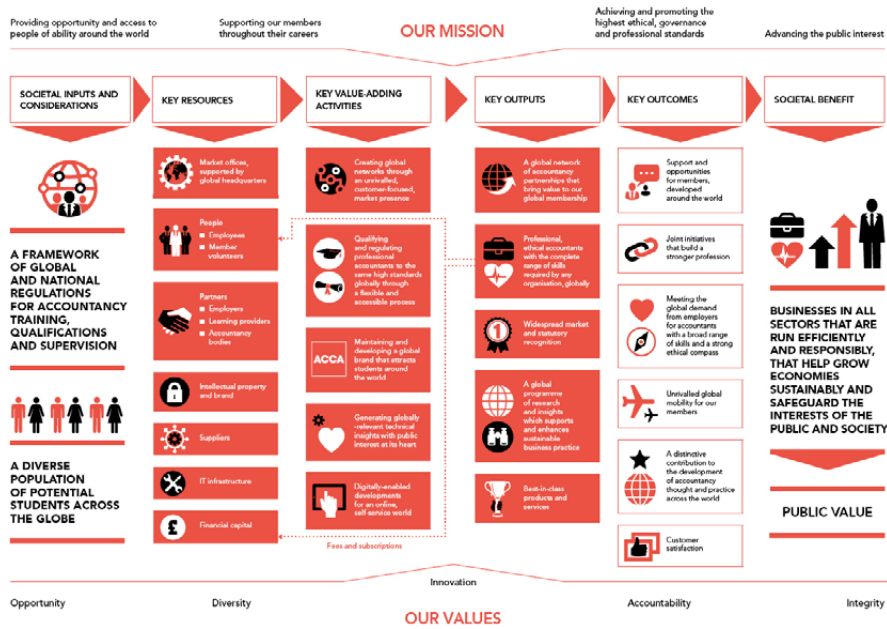 Providing opportunity and access to
people of ability around the world
Supporting our members
throughout their careers
OUR MISSION
Achieving and promoting the
highest ethical, governance
and professional standards
Advancing the public interest
SOCIETAL INPUTS AND
CONSIDERATIONS
KEY RESOURCES
KEY VALUE-ADDING
ACTIVITIES
KEY OUTPUTS
KEY OUTCOMES
SOCIETAL BENEFIT
A FRAMEWORK
OF GLOBAL
AND NATIONAL
REGULATIONS
FOR ACCOUNTANCY
TRAINING,
QUALIFICATIONS
AND SUPERVISION
A DIVERSE
POPULATION
OF POTENTIAL
STUDENTS ACROSS
THE GLOBE
Market offices,
supported by
global headquarters
People
Employees
Member
volunteers
Partners
Employers
Learning providers
Accountancy
bodies
Intellectual property
and brand
Suppliers
IT infrastructure
£
Financial capital
Creating global
networks through
an unrivalled,
customer-focused,
market presence
Qualifying
and regulating
professional
accountants to the
same high standards
globally through
a flexible and
accessible process
ACCA
Maintaining and
developing a global
brand that attracts
students around
the world
Generating globally
-relevant technical
insights with public
interest at its heart
Digitally-enabled
developments
for an online,
self-service world
Fees and subscriptions
A global network
of accountancy
partnerships that
bring value to our
global membership
Professional,
ethical accountants
with the complete
range of skills
required by any
organisation, globally
1
Widespread market
and statutory
recognition
A global
programme
of research
and insights
which supports
and enhances
sustainable
business practice
Best-in-class
products and
services
Support and
opportunities
for members,
developed
around the world
Joint initiatives
that build a
stronger profession
Meeting the
global demand
from employers
for accountants
with a broad range
of skills and a strong
ethical compass
Unrivalled global
mobility for our
members
A distinctive
contribution to
the development
of accountancy
thought and practice
across the world
Customer
satisfaction
BUSINESSES IN ALL
SECTORS THAT ARE
RUN EFFICIENTLY
AND RESPONSIBLY,
THAT HELP GROW
ECONOMIES
SUSTAINABLY AND
SAFEGUARD THE
INTERESTS OF THE
PUBLIC AND SOCIETY
PUBLIC VALUE
Opportunity
Diversity
Innovation
Accountability
Integrity
OUR VALUES